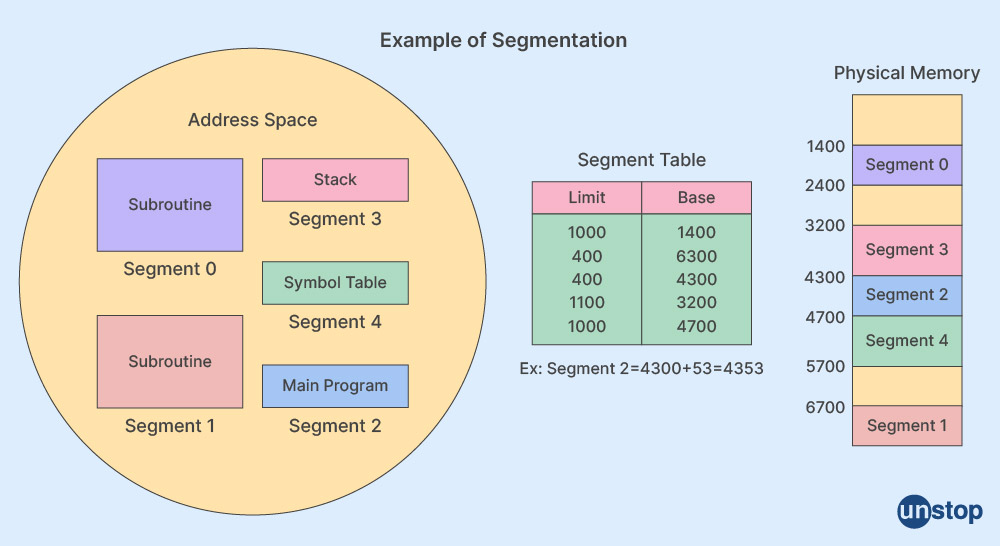 Example of Segmentation
Address Space
Subroutine
Segment 0
Stack
Segment 3
Symbol Table
Segment 4
Subroutine
Segment 1
Main Program
Segment 2
Segment Table
Limit Base
1000 1400
400 6300
400 4300
1100 3200
1000 4700
Ex: Segment 2=4300+53=4353
Physical Memory
1400
Segment 0
2400
3200
Segment 3
4300
Segment 2
4700
Segment 4
5700
6700
Segment 1
unstop